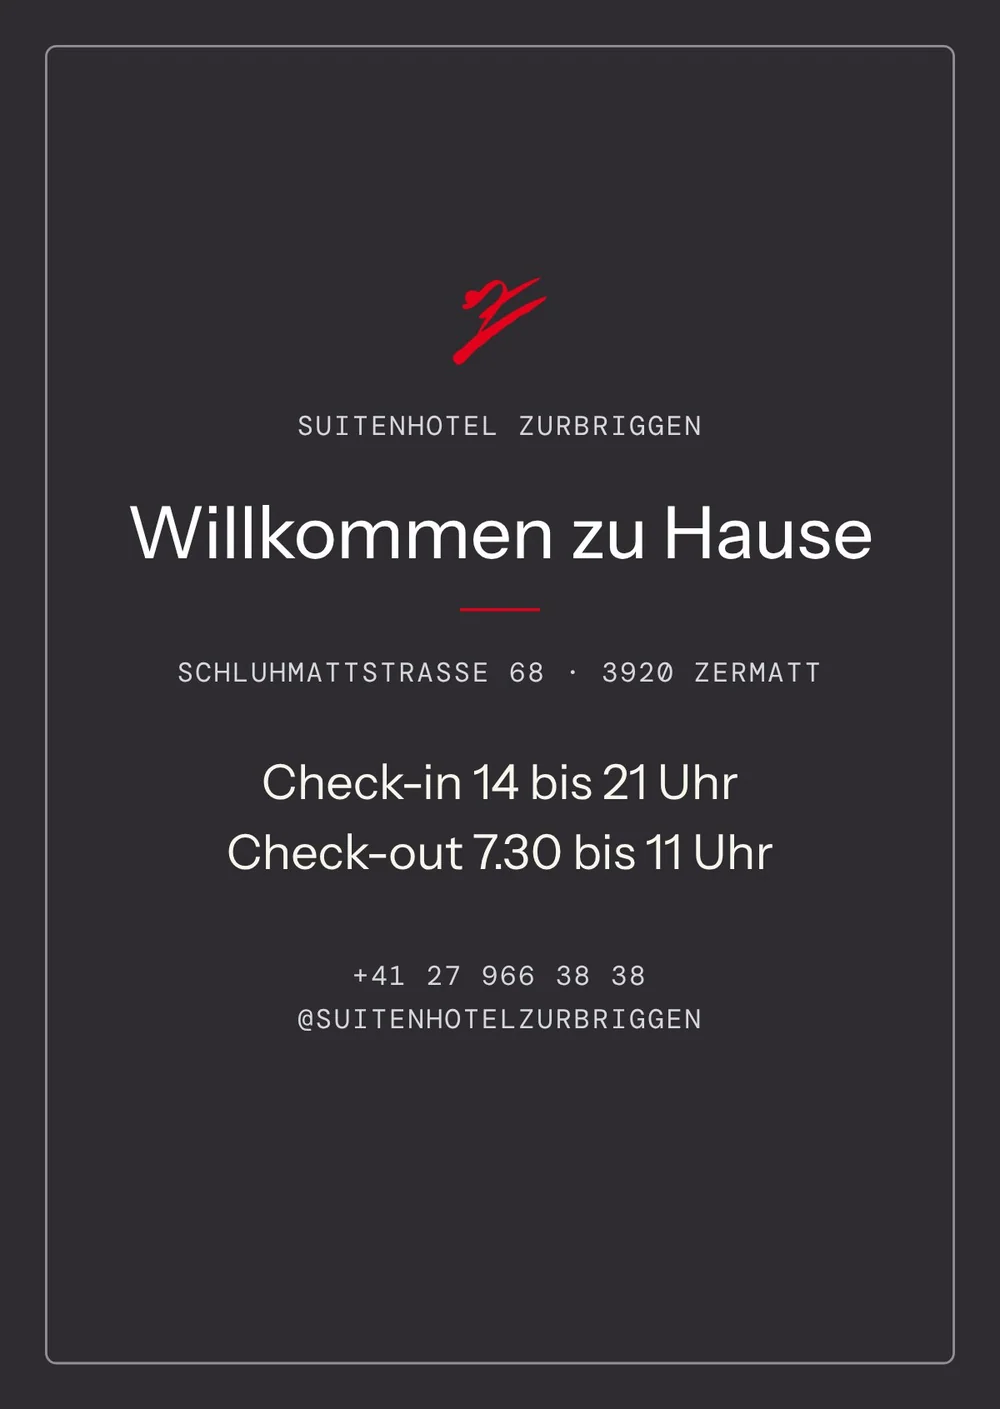 SUITENHOTEL ZURBRIGGEN
Willkommen zu Hause
SCHLUHMATTSTRASSE 68 · 3920 ZERMATT
Check-in 14 bis 21 Uhr
Check-out 7.30 bis 11 Uhr
+41 27 966 38 38
@SUITENHOTELZURBRIGGEN